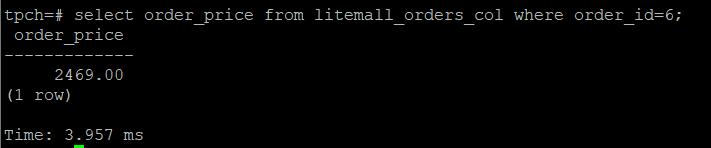 tpch=# select order_price from litemall_orders_col where order_id=6;
 order_price
-------------
     2469.00
(1 row)

Time: 3.957 ms